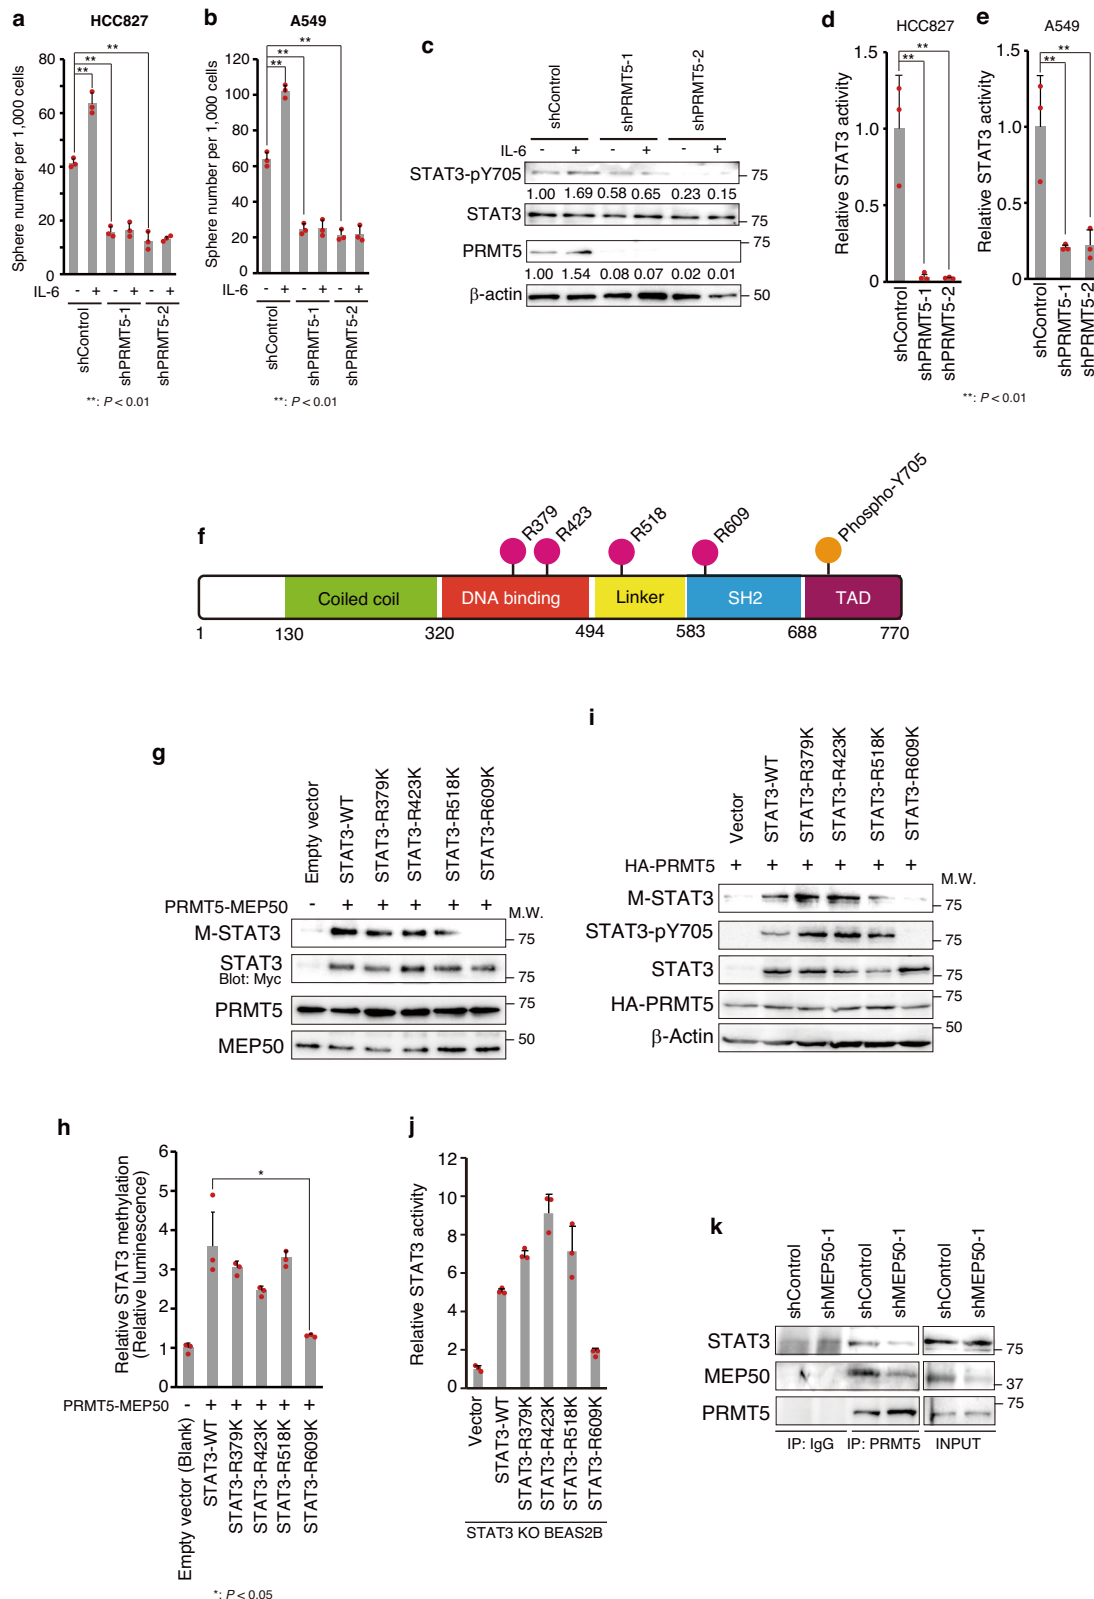 a
HCC827
Sphere number per 1,000 cells
80
60
40
20
0
**
**
**
IL-6 - + - + - +
shControl
shPRMT5-1
shPRMT5-2
**: P < 0.01
b
A549
Sphere number per 1,000 cells
120
100
80
60
40
20
0
**
**
**
IL-6 - + - + - +
shControl
shPRMT5-1
shPRMT5-2
**: P < 0.01
c
shControl
shPRMT5-1
shPRMT5-2
IL-6 - + - + - +
STAT3-pY705 75
1.00 1.69 0.58 0.65 0.23 0.15
STAT3 75
PRMT5 75
1.00 1.54 0.08 0.07 0.02 0.01
β-actin 50
d
HCC827
Relative STAT3 activity
1.5
1.0
0.5
0
**
**
shControl
shPRMT5-1
shPRMT5-2
e
A549
Relative STAT3 activity
1.5
1.0
0.5
0
**
**
shControl
shPRMT5-1
shPRMT5-2
**: P < 0.01
f
R379
R423
R518
R609
Phospho-Y705
Coiled coil DNA binding Linker SH2 TAD
1 130 320 494 583 688 770
g
Empty vector
STAT3-WT
STAT3-R379K
STAT3-R423K
STAT3-R518K
STAT3-R609K
PRMT5-MEP50 - + + + + +
M.W.
M-STAT3 75
STAT3
Blot: Myc 75
PRMT5 75
MEP50 50
i
Vector
STAT3-WT
STAT3-R379K
STAT3-R423K
STAT3-R518K
STAT3-R609K
HA-PRMT5 + + + + + +
M.W.
M-STAT3 75
STAT3-pY705 75
STAT3 75
HA-PRMT5 75
β-Actin 50
h
Relative STAT3 methylation
(Relative luminescence)
6
5
4
3
2
1
0
*
PRMT5-MEP50 - + + + + +
Empty vector (Blank)
STAT3-WT
STAT3-R379K
STAT3-R423K
STAT3-R518K
STAT3-R609K
*: P < 0.05
j
Relative STAT3 activity
12
10
8
6
4
2
0
Vector
STAT3-WT
STAT3-R379K
STAT3-R423K
STAT3-R518K
STAT3-R609K
STAT3 KO BEAS2B
k
shControl
shMEP50-1
shControl
shMEP50-1
shControl
shMEP50-1
STAT3 75
MEP50 37
PRMT5 75
IP: IgG IP: PRMT5 INPUT